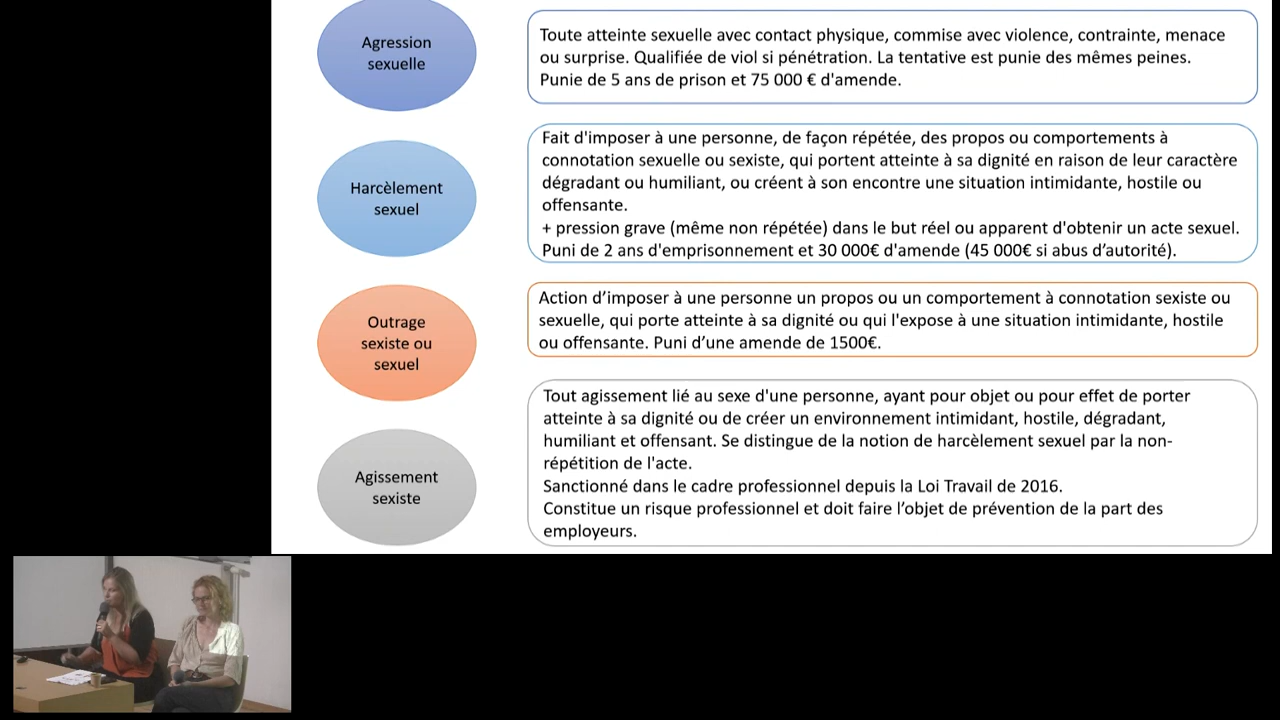 Agression
sexuelle
Toute atteinte sexuelle avec contact physique, commise avec violence, contrainte, menace
ou surprise. Qualifiée de viol si pénétration. La tentative est punie des mêmes peines.
Punie de 5 ans de prison et 75 000 € d'amende.
Harcèlement
sexuel
Fait d'imposer à une personne, de façon répétée, des propos ou comportements à
connotation sexuelle ou sexiste, qui portent atteinte à sa dignité en raison de leur caractère
dégradant ou humiliant, ou créent à son encontre une situation intimidante, hostile ou
offensante.
+ pression grave (même non répétée) dans le but réel ou apparent d'obtenir un acte sexuel.
Puni de 2 ans d'emprisonnement et 30 000€ d'amende (45 000€ si abus d’autorité).
Outrage
sexiste ou
sexuel
Action d’imposer à une personne un propos ou un comportement à connotation sexiste ou
sexuelle, qui porte atteinte à sa dignité ou qui l'expose à une situation intimidante, hostile
ou offensante. Puni d’une amende de 1500€.
Agissement
sexiste
Tout agissement lié au sexe d'une personne, ayant pour objet ou pour effet de porter
atteinte à sa dignité ou de créer un environnement intimidant, hostile, dégradant,
humiliant et offensant. Se distingue de la notion de harcèlement sexuel par la non-
répétition de l'acte.
Sanctionné dans le cadre professionnel depuis la Loi Travail de 2016.
Constitue un risque professionnel et doit faire l’objet de prévention de la part des
employeurs.